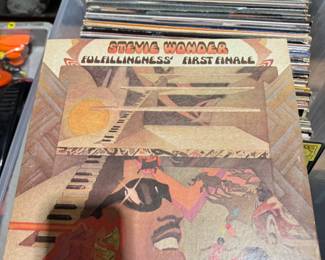 STEVIE WONDER
FULFILLINGNESS' FIRST FINALE